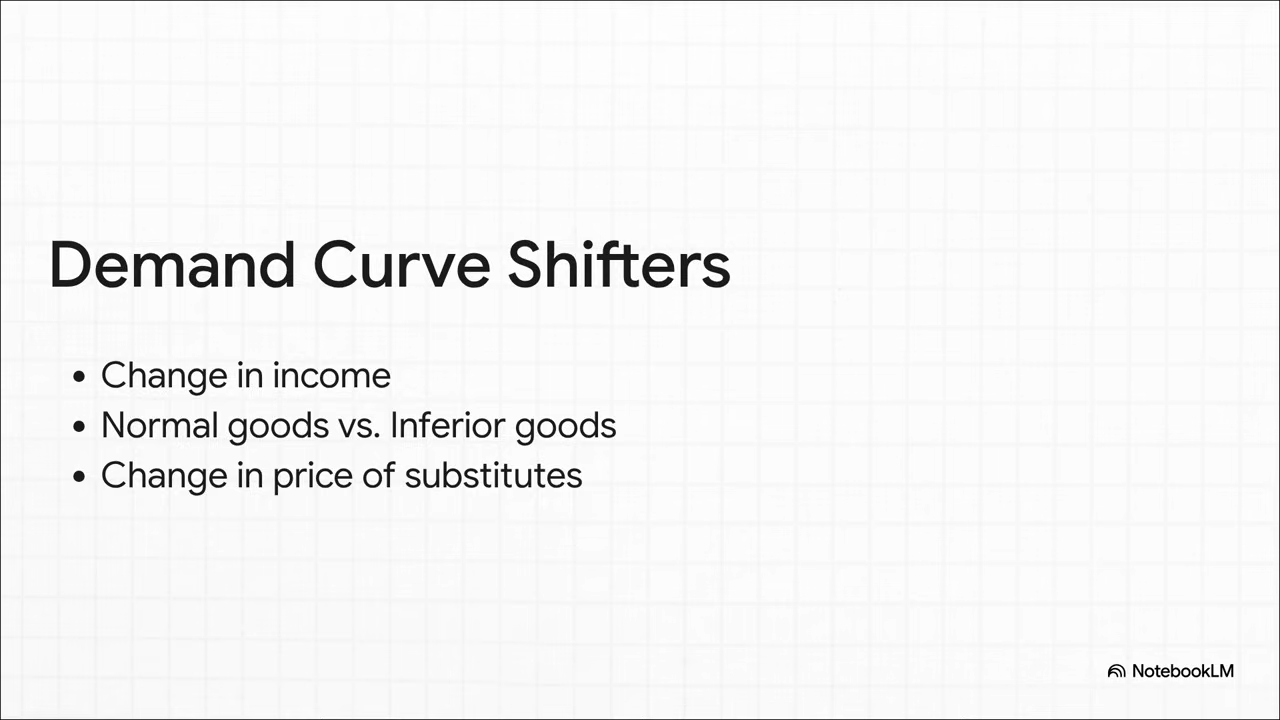 Demand Curve Shifters
• Change in income
• Normal goods vs. Inferior goods
• Change in price of substitutes
NotebookLM